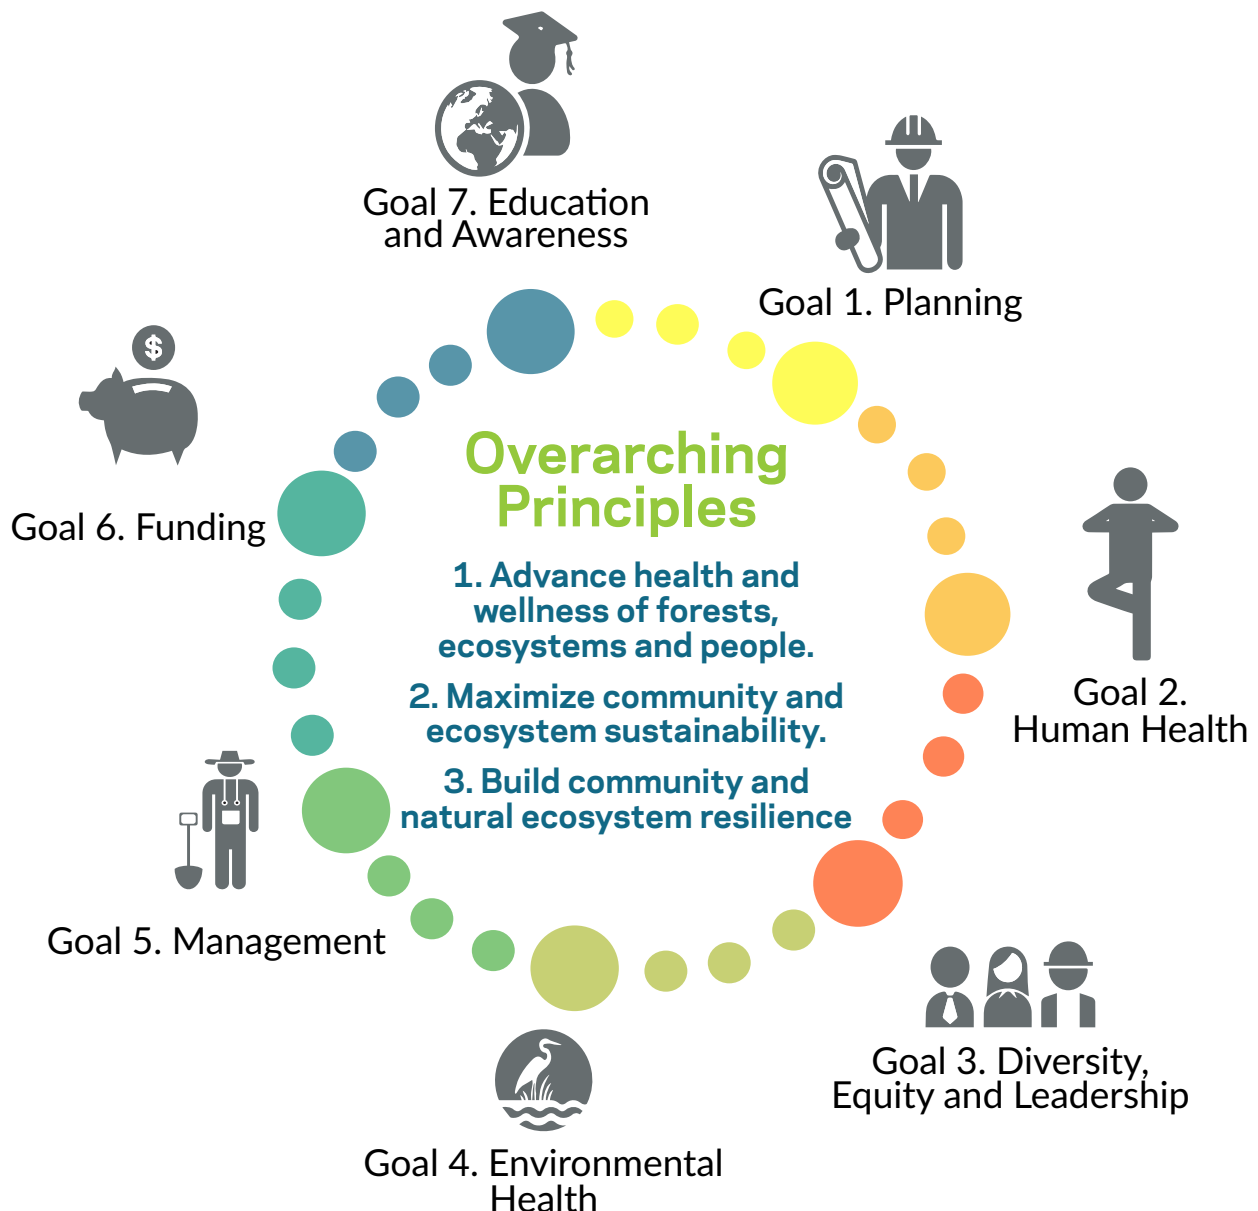 Goal 7. Education
and Awareness
Goal 1. Planning
$
Goal 6. Funding
Overarching
Principles
1. Advance health and
wellness of forests,
ecosystems and people.
2. Maximize community and
ecosystem sustainability.
3. Build community and
natural ecosystem resilience
Goal 2.
Human Health
Goal 5. Management
Goal 3. Diversity,
Equity and Leadership
Goal 4. Environmental
Health